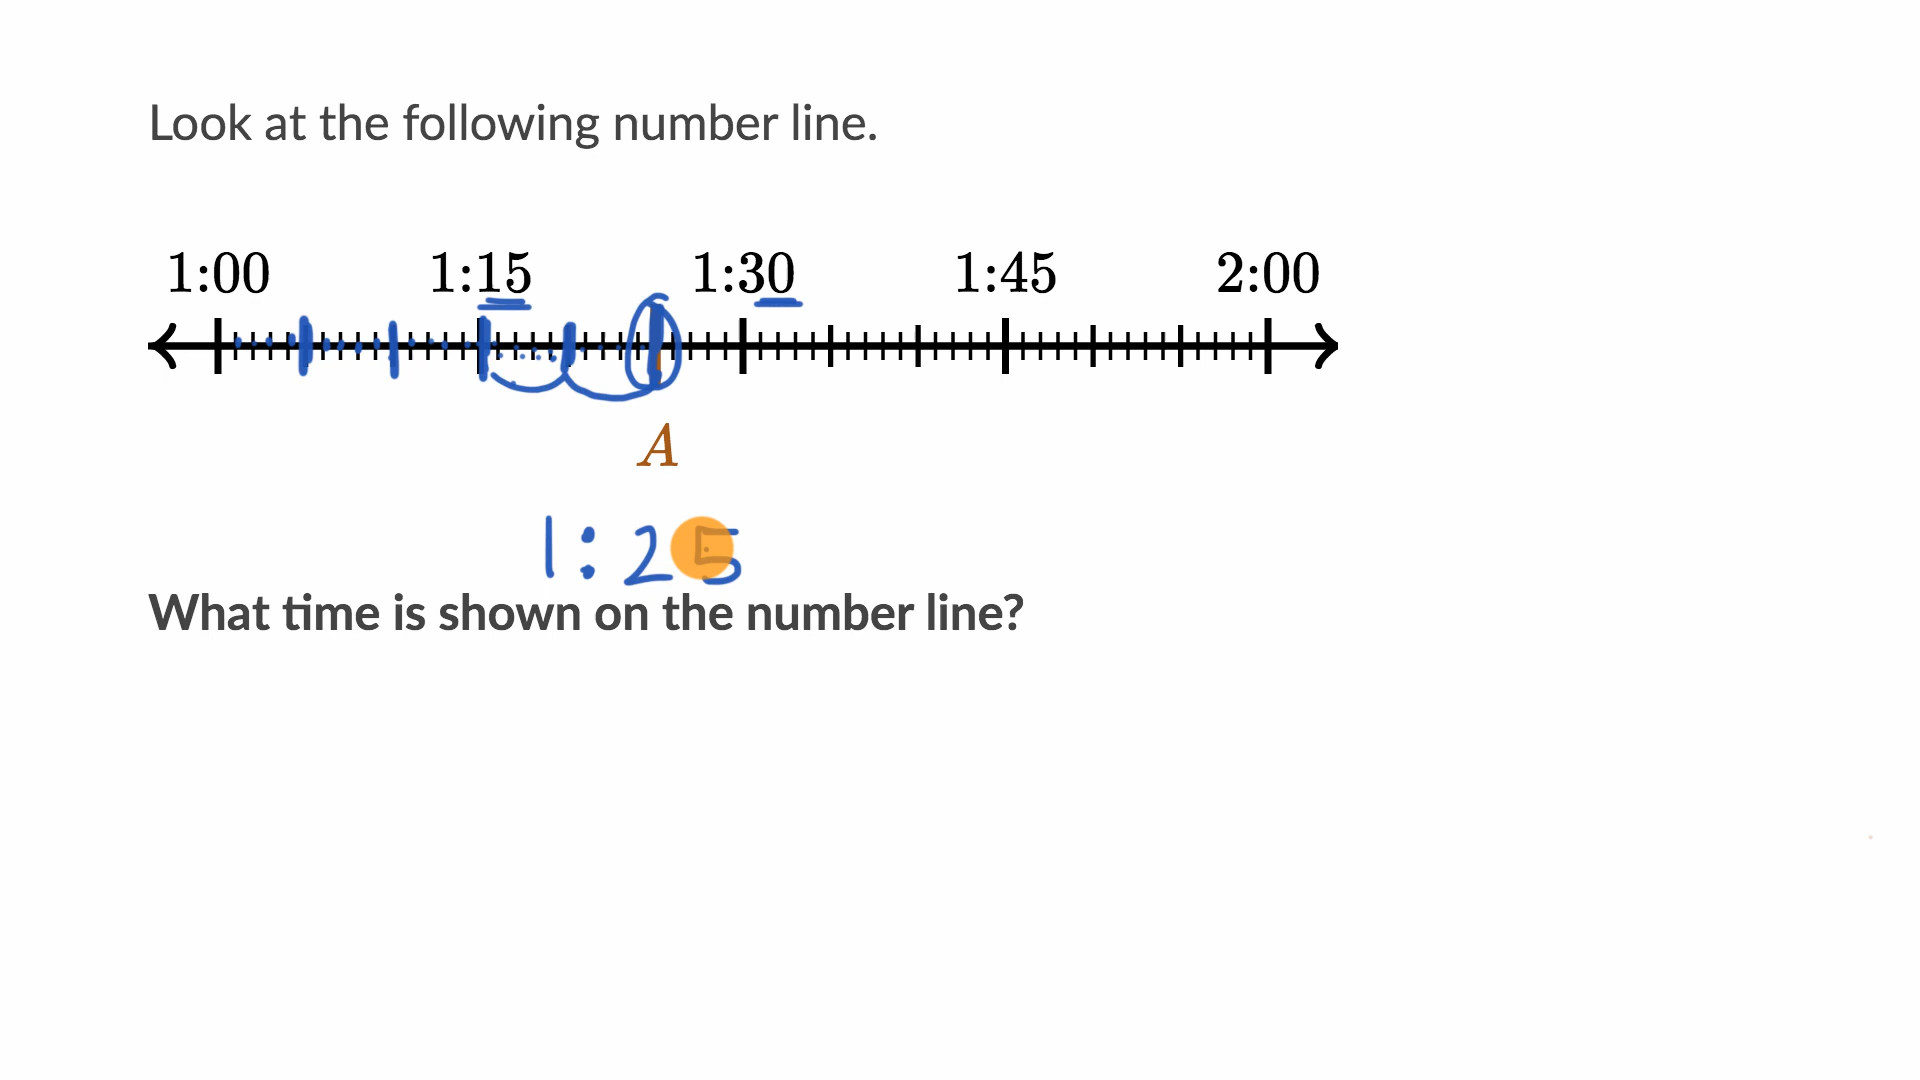 Look at the following number line.
1:00 1:15 1:30 1:45 2:00
A
1:25
What time is shown on the number line?